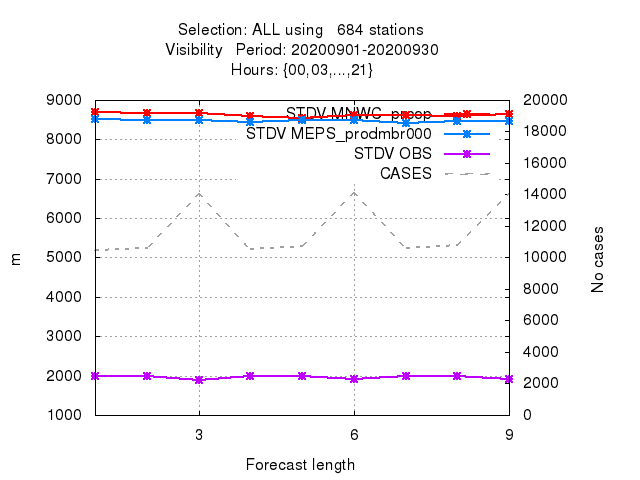 Selection: ALL using 684 stations
Visibility Period: 20200901-20200930
Hours: {00,03,...,21}
STDV MNWC_preop
STDV MEPS_prodmbr000
STDV OBS
CASES
9000
8000
7000
6000
5000
4000
3000
2000
1000
m
20000
18000
16000
14000
12000
10000
8000
6000
4000
2000
0
No cases
3 6 9
Forecast length